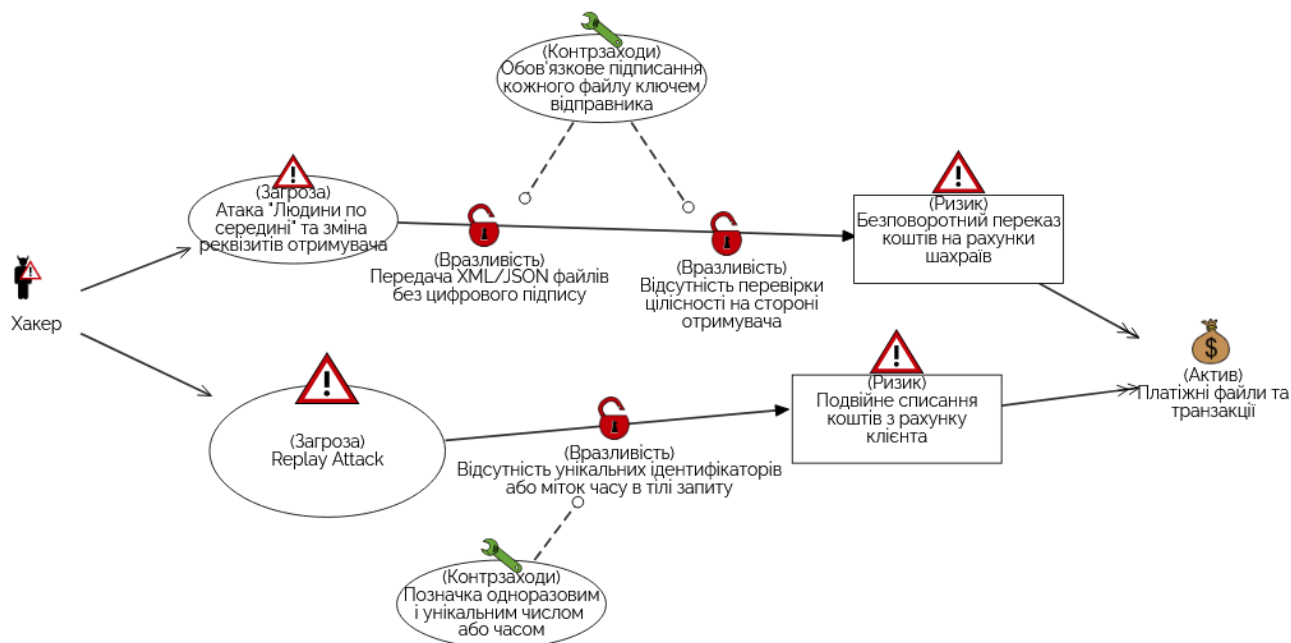 (Контрзаходи)
Обов'язкове підписання
кожного файлу ключем
відправника
(Загроза)
Атака "Людини по
середині" та зміна
реквізитів отримувача
(Вразливість)
Передача XML/JSON файлів
без цифрового підпису
(Вразливість)
Відсутність перевірки
цілісності на стороні
отримувача
(Ризик)
Безповоротний переказ
коштів на рахунки
шахраїв
Хакер
$
(Актив)
Платіжні файли та
транзакції
(Загроза)
Replay Attack
(Вразливість)
Відсутність унікальних ідентифікаторів
або міток часу в тілі запиту
(Ризик)
Подвійне списання
коштів з рахунку
клієнта
(Контрзаходи)
Позначка одноразовим
і унікальним числом
або часом